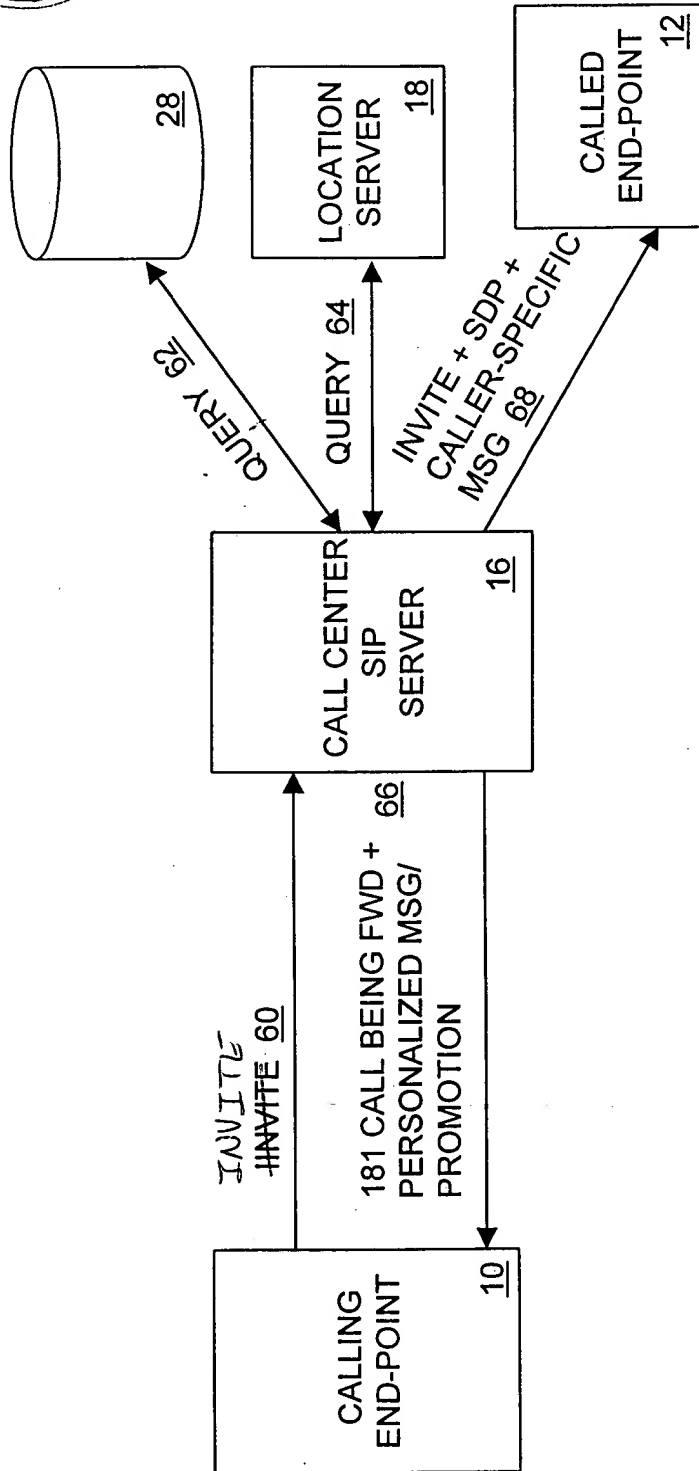 CALLING
END-POINT
10
INVITE
IINVITE 60
181 CALL BEING FWD + 66
PERSONALIZED MSG/
PROMOTION
CALL CENTER
SIP
SERVER
16
QUERY 62
28
QUERY 64
LOCATION
SERVER
18
INVITE + SDP +
CALLER-SPECIFIC
MSG 68
CALLED
END-POINT
12